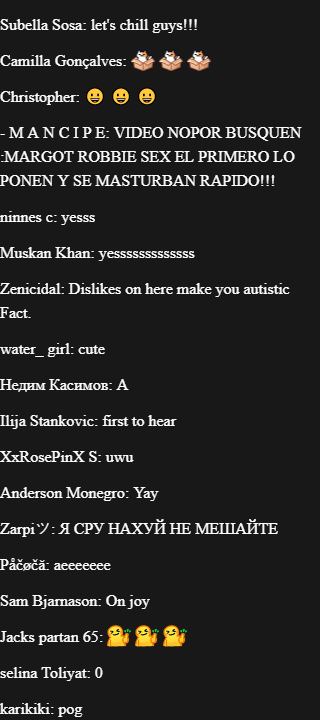 Subella Sosa: let's chill guys!!!
Camilla Gonçalves:
Christopher: 😀 😀 😀
- M A N C I P E: VIDEO NOPOR BUSQUEN
:MARGOT ROBBIE SEX EL PRIMERO LO
PONEN Y SE MASTURBAN RAPIDO!!!
ninnes c: yesss
Muskan Khan: yesssssssssssss
Zenicidal: Dislikes on here make you autistic
Fact.
water_ girl: cute
Недим Касимов: А
Ilija Stankovic: first to hear
XxRosePinX S: uwu
Anderson Monegro: Yay
Zarpiツ: Я СРУ НАХУЙ НЕ МЕШАЙТЕ
Påčøčă: aeeeeeee
Sam Bjarnason: On joy
Jacks partan 65:
selina Toliyat: 0
karikiki: pog